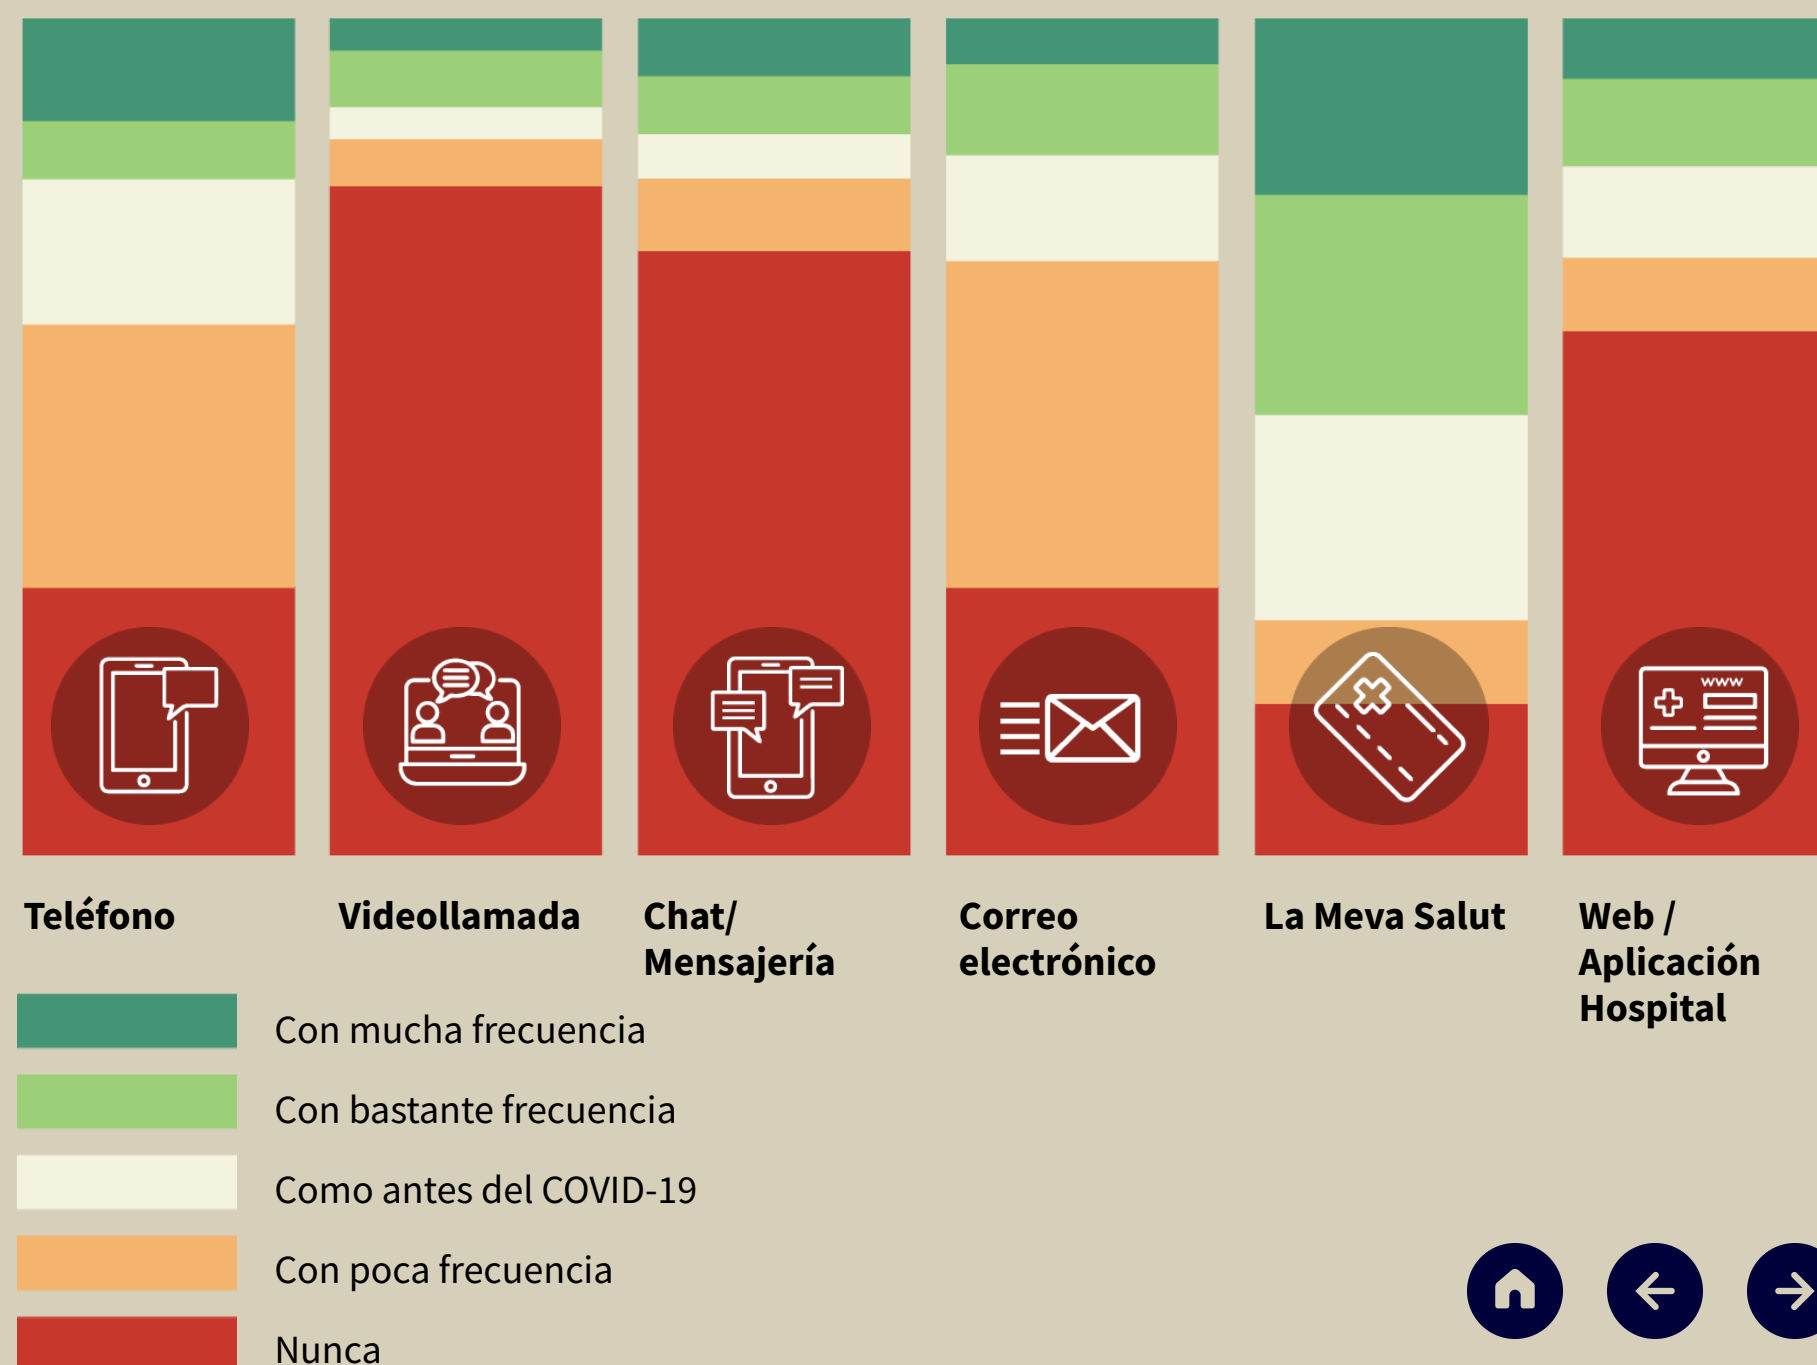 www
Teléfono
Videollamada
Chat/
Mensajería
Correo
electrónico
La Meva Salut
Web /
Aplicación
Hospital
Con mucha frecuencia
Con bastante frecuencia
Como antes del COVID-19
Con poca frecuencia
Nunca